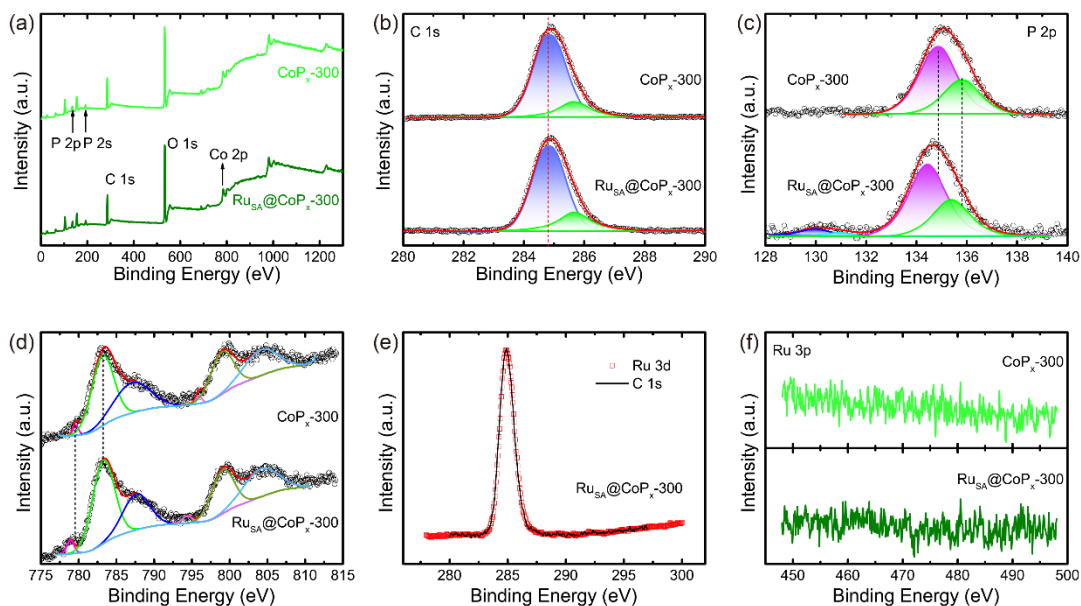 (a)
CoPx-300
P 2p
P 2s
C 1s
O 1s
Co 2p
RuSA@CoPx-300
Intensity (a.u.)
0 200 400 600 800 1000 1200
Binding Energy (eV)
(b)
C 1s
CoPx-300
RuSA@CoPx-300
Intensity (a.u.)
280 282 284 286 288 290
Binding Energy (eV)
(c)
P 2p
CoPx-300
RuSA@CoPx-300
Intensity (a.u.)
128 130 132 134 136 138 140
Binding Energy (eV)
(d)
CoPx-300
RuSA@CoPx-300
Intensity (a.u.)
775 780 785 790 795 800 805 810 815
Binding Energy (eV)
(e)
Ru 3d
C 1s
RuSA@CoPx-300
Intensity (a.u.)
280 285 290 295 300
Binding Energy (eV)
(f)
Ru 3p
CoPx-300
RuSA@CoPx-300
Intensity (a.u.)
450 460 470 480 490 500
Binding Energy (eV)